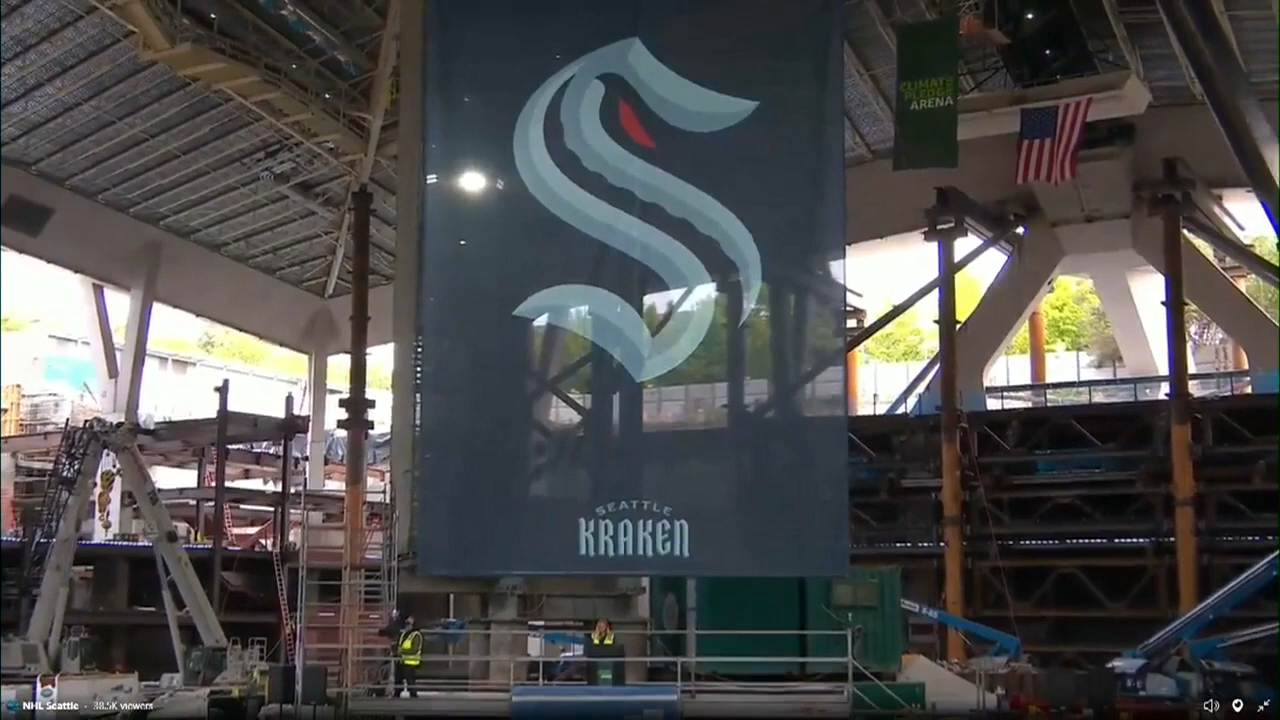 CLIMATE
PLEDGE
ARENA
SEATTLE
KRAKEN
NHL Seattle - 38.5K viewers